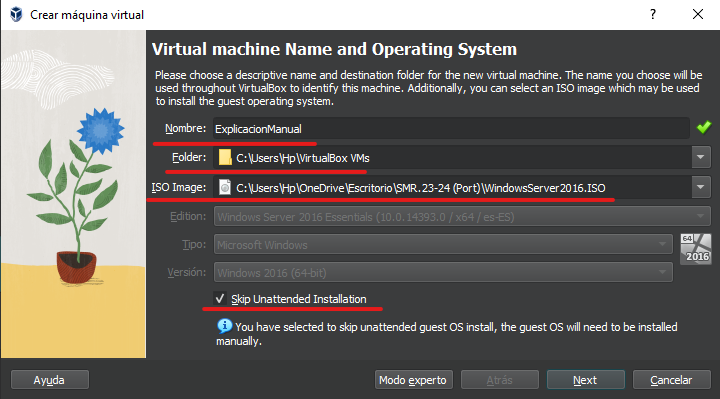 Crear máquina virtual
Virtual machine Name and Operating System
Please choose a descriptive name and destination folder for the new virtual machine. The name you choose will be
used throughout VirtualBox to identify this machine. Additionally, you can select an ISO image which may be used
to install the guest operating system.
Nombre: ExplicacionManual
Folder: C:\Users\Hp\VirtualBox VMs
ISO Image: C:\Users\Hp\OneDrive\Escritorio\SMR.23-24 (Port)\WindowsServer2016.ISO
Edition: Windows Server 2016 Essentials (10.0.14393.0 / x64 / es-ES)
Tipo: Microsoft Windows
64
Versión: Windows 2016 (64-bit)
2016
Skip Unattended Installation
You have selected to skip unattended guest OS install, the guest OS will need to be installed
manually.
Ayuda
Modo experto
Atrás
Next
Cancelar